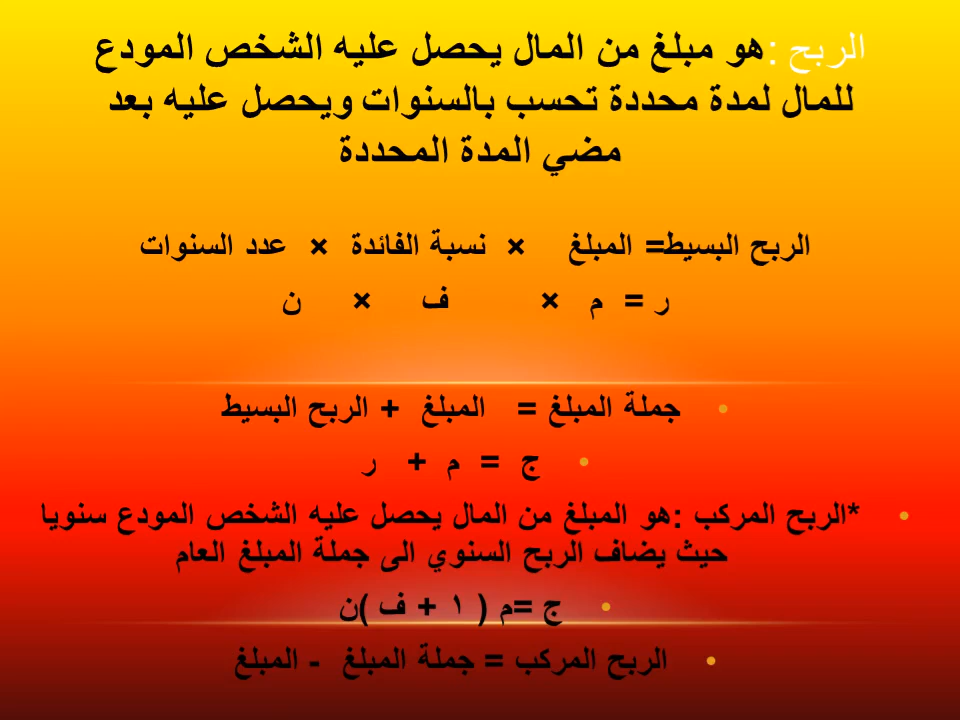 الربح :هو مبلغ من المال يحصل عليه الشخص المودع
للمال لمدة محددة تحسب بالسنوات ويحصل عليه بعد
مضي المدة المحددة
الربح البسيط= المبلغ × نسبة الفائدة × عدد السنوات
ر = م × ف × ن
• جملة المبلغ = المبلغ + الربح البسيط
• ج = م + ر
• *الربح المركب :هو المبلغ من المال يحصل عليه الشخص المودع سنويا
حيث يضاف الربح السنوي الى جملة المبلغ العام
• ج =م ( ١ + ف )ن
• الربح المركب = جملة المبلغ - المبلغ